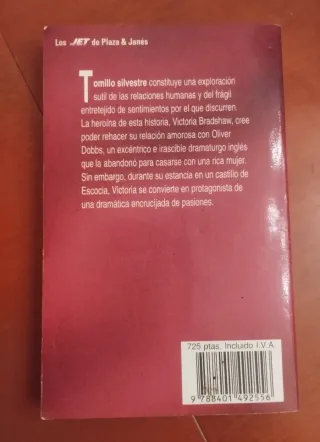 Los JET de Plaza & Janés
Tomillo silvestre constituye una exploración
sutil de las relaciones humanas y del frágil
entretejido de sentimientos por el que discurren.
La heroína de esta historia, Victoria Bradshaw, cree
poder rehacer su relación amorosa con Oliver
Dobbs, un excéntrico e irascible dramaturgo inglés
que la abandonó para casarse con una rica mujer.
Sin embargo, durante su estancia en un castillo de
Escocia, Victoria se convierte en protagonista de
una dramática encrucijada de pasiones.
725 ptas. Incluido I.V.A.
9 788401 492556